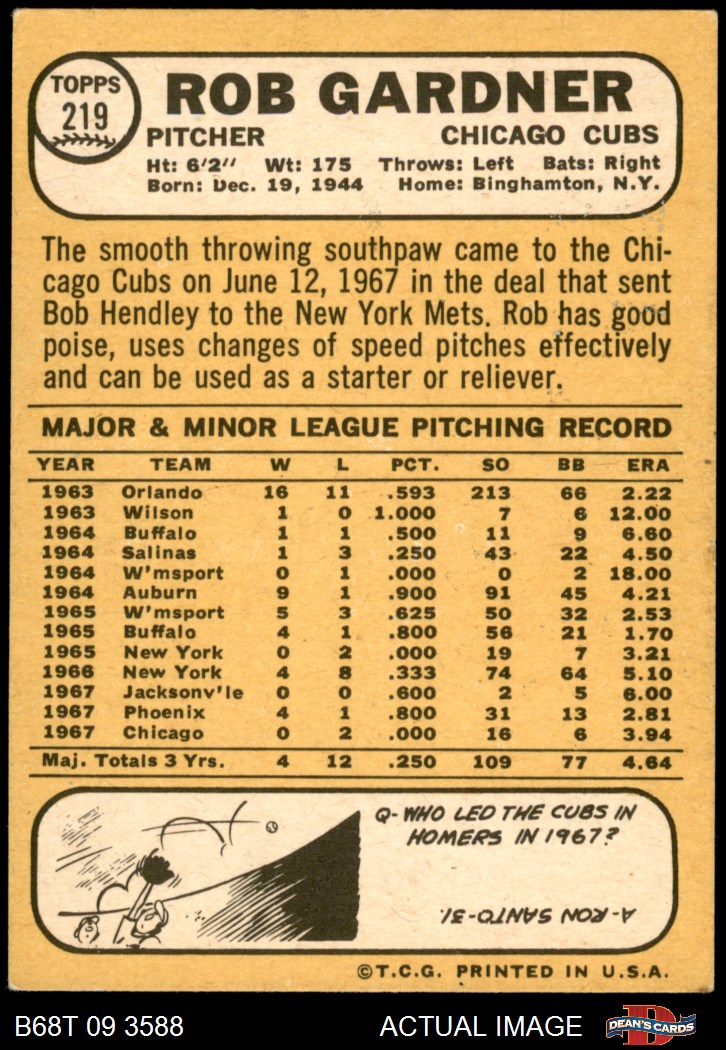 TOPPS
219
ROB GARDNER
PITCHER CHICAGO CUBS
Ht: 6'2" Wt: 175 Throws: Left Bats: Right
Born: Dec. 19, 1944 Home: Binghamton, N.Y.
The smooth throwing southpaw came to the Chi-
cago Cubs on June 12, 1967 in the deal that sent
Bob Hendley to the New York Mets. Rob has good
poise, uses changes of speed pitches effectively
and can be used as a starter or reliever.
MAJOR & MINOR LEAGUE PITCHING RECORD
YEAR TEAM W L PCT. SO BB ERA
1963 Orlando 16 11 .593 213 66 2.22
1963 Wilson 1 0 1.000 7 6 12.00
1964 Buffalo 1 1 .500 11 9 6.60
1964 Salinas 1 3 .250 43 22 4.50
1964 W'msport 0 1 .000 0 2 18.00
1964 Auburn 9 1 .900 91 45 4.21
1965 W'msport 5 3 .625 50 32 2.53
1965 Buffalo 4 1 .800 56 21 1.70
1965 New York 0 2 .000 19 7 3.21
1966 New York 4 8 .333 74 64 5.10
1967 Jacksonv'le 0 0 .600 2 5 6.00
1967 Phoenix 4 1 .800 31 13 2.81
1967 Chicago 0 2 .000 16 6 3.94
Maj. Totals 3 Yrs. 4 12 .250 109 77 4.64
Q-WHO LED THE CUBS IN
HOMERS IN 1967?
A-RON SANTO-31.
©T.C.G. PRINTED IN U.S.A.
B68T 09 3588 ACTUAL IMAGE D DEAN'S CARDS